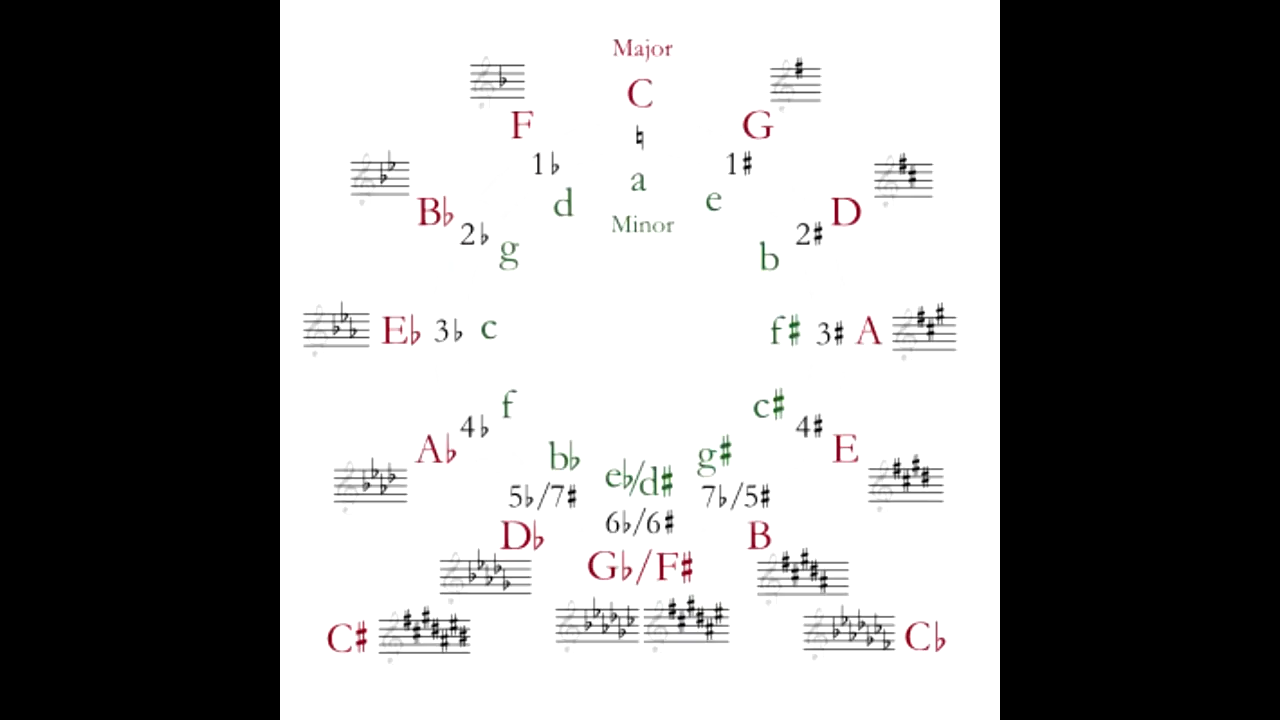 Major
C
♮
a
Minor
G
1♯
e
D
2♯
b
A
3♯
f♯
E
4♯
c♯
B
7♭/5♯
g♯
C♭
G♭/F♯
6♭/6♯
e♭/d♯
D♭
5♭/7♯
b♭
C♯
A♭
4♭
f
E♭
3♭
c
B♭
2♭
g
F
1♭
d